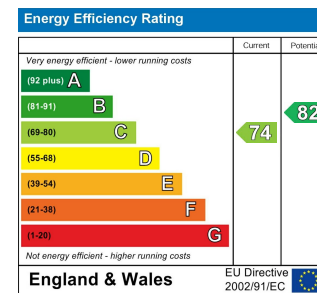 Energy Efficiency Rating
Current Potentia
Very energy efficient - lower running costs
(92 plus) A
(81-91) B
82
(69-80) C
74
(55-68) D
(39-54) E
(21-38) F
(1-20) G
Not energy efficient - higher running costs
England & Wales
EU Directive
2002/91/EC